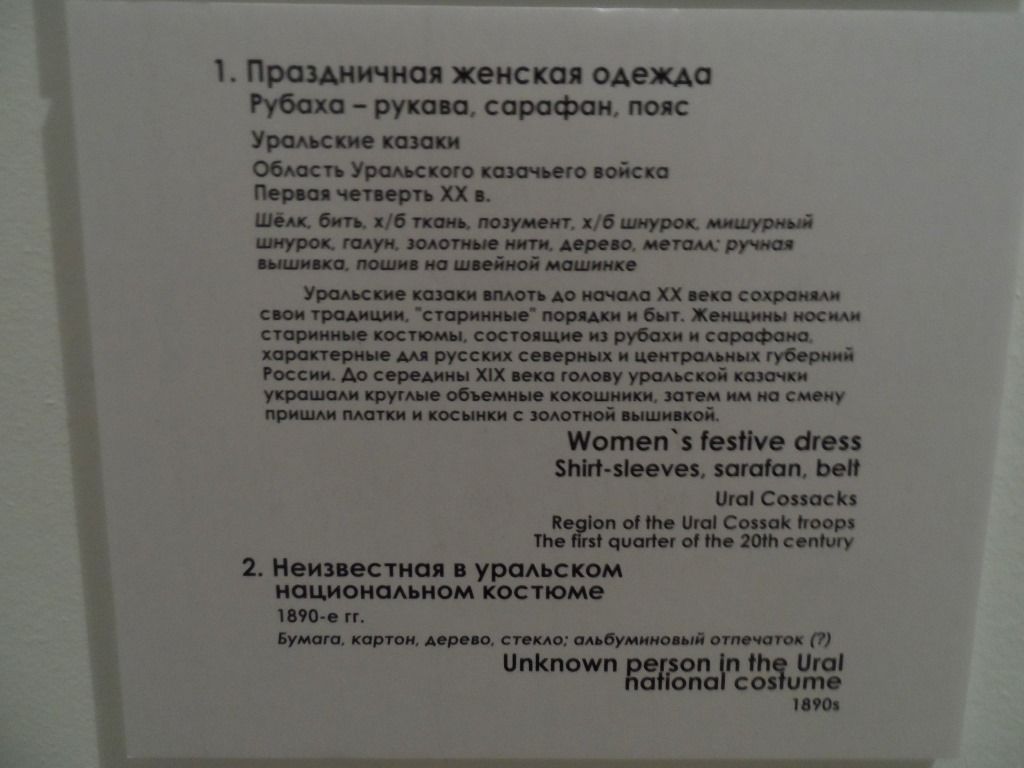 1. Праздничная женская одежда
Рубаха – рукава, сарафан, пояс
Уральские казаки
Область Уральского казачьего войска
Первая четверть XX в.
Шёлк, бить, х/б ткань, позумент, х/б шнурок, мишурный
шнурок, галун, золотные нити, дерево, металл; ручная
вышивка, пошив на швейной машинке
Уральские казаки вплоть до начала XX века сохраняли
свои традиции, "старинные" порядки и быт. Женщины носили
старинные костюмы, состоящие из рубахи и сарафана,
характерные для русских северных и центральных губерний
России. До середины XIX века голову уральской казачки
украшали круглые объемные кокошники, затем им на смену
пришли платки и косынки с золотной вышивкой.
Women`s festive dress
Shirt-sleeves, sarafan, belt
Ural Cossacks
Region of the Ural Cossak troops
The first quarter of the 20th century
2. Неизвестная в уральском
национальном костюме
1890-е гг.
Бумага, картон, дерево, стекло; альбуминовый отпечаток (?)
Unknown person in the Ural
national costume
1890s